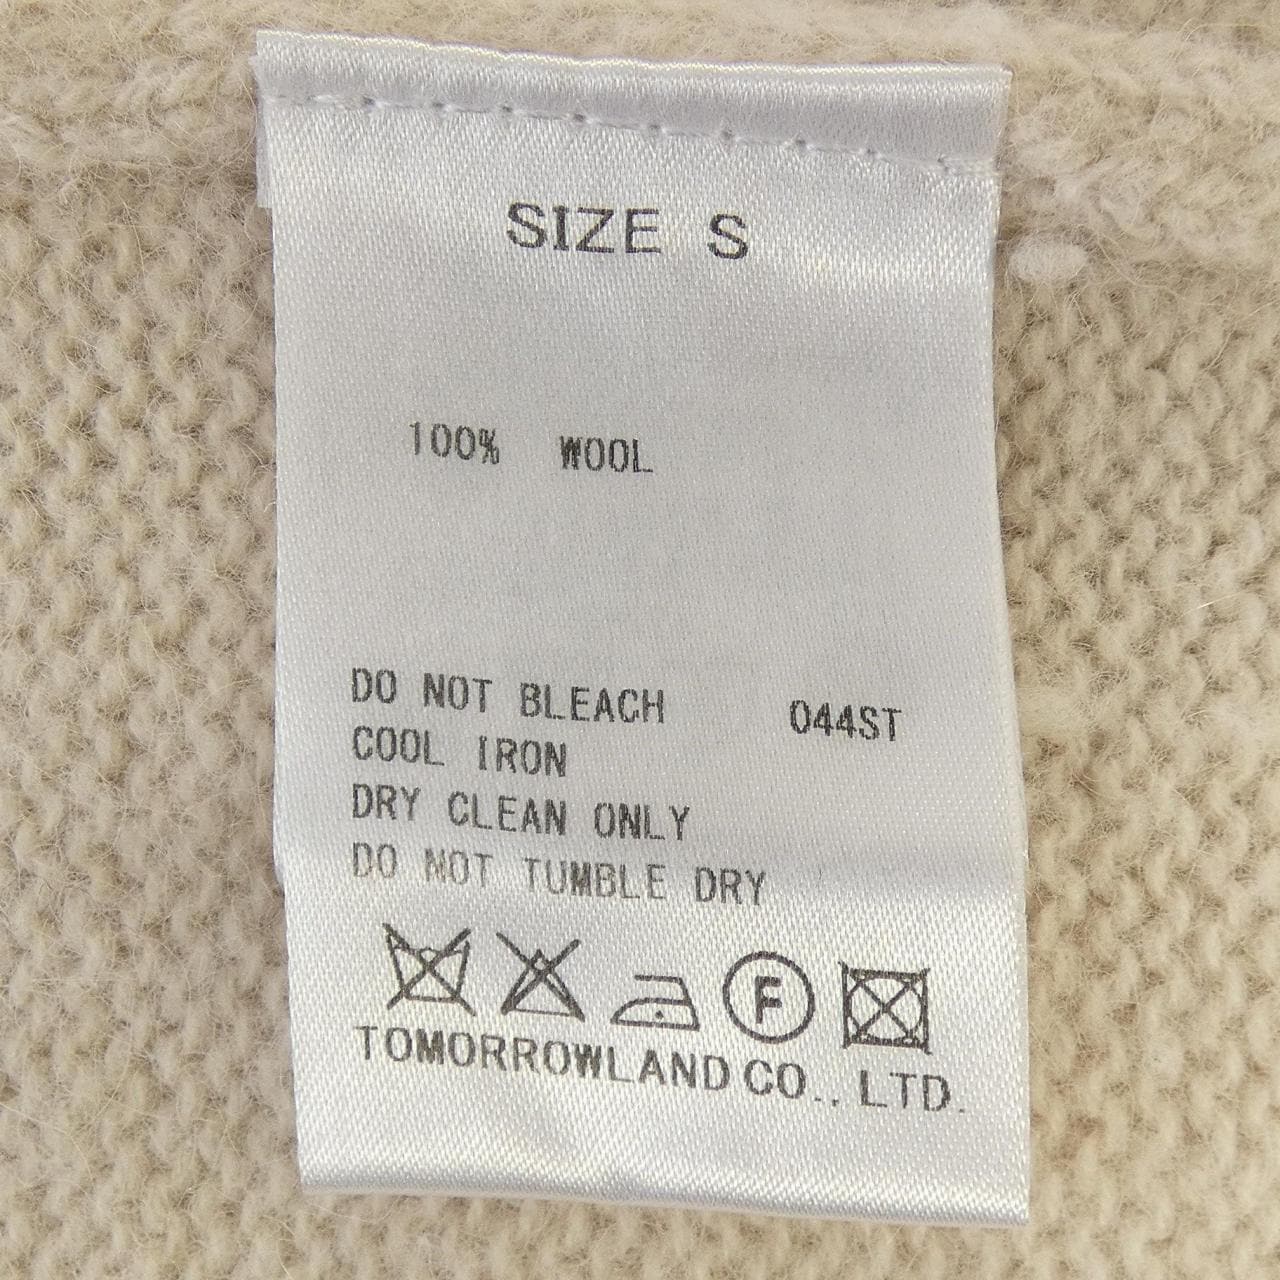 SIZE S
100% WOOL
DO NOT BLEACH 044ST
COOL IRON
DRY CLEAN ONLY
DO NOT TUMBLE DRY
F
TOMORROWLAND CO., LTD.